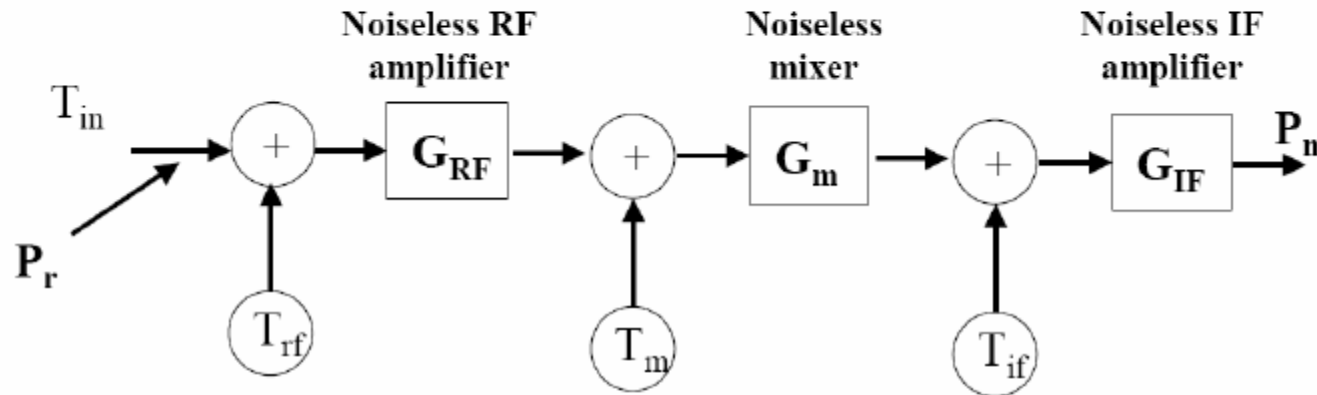 Noiseless RF
amplifier
Noiseless
mixer
Noiseless IF
amplifier
T_in
+
G_RF
+
G_m
+
G_IF
P_n
P_r
T_rf
T_m
T_if